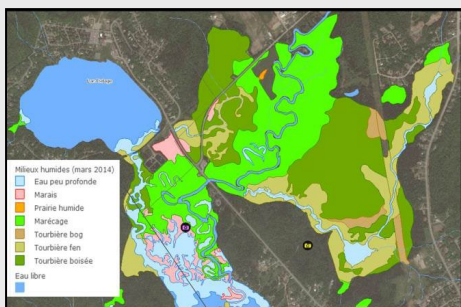 Milieux humides (mars 2014)
Eau peu profonde
Marais
Prairie humide
Marécage
Tourbière bog
Tourbière fen
Tourbière boisée
Eau libre